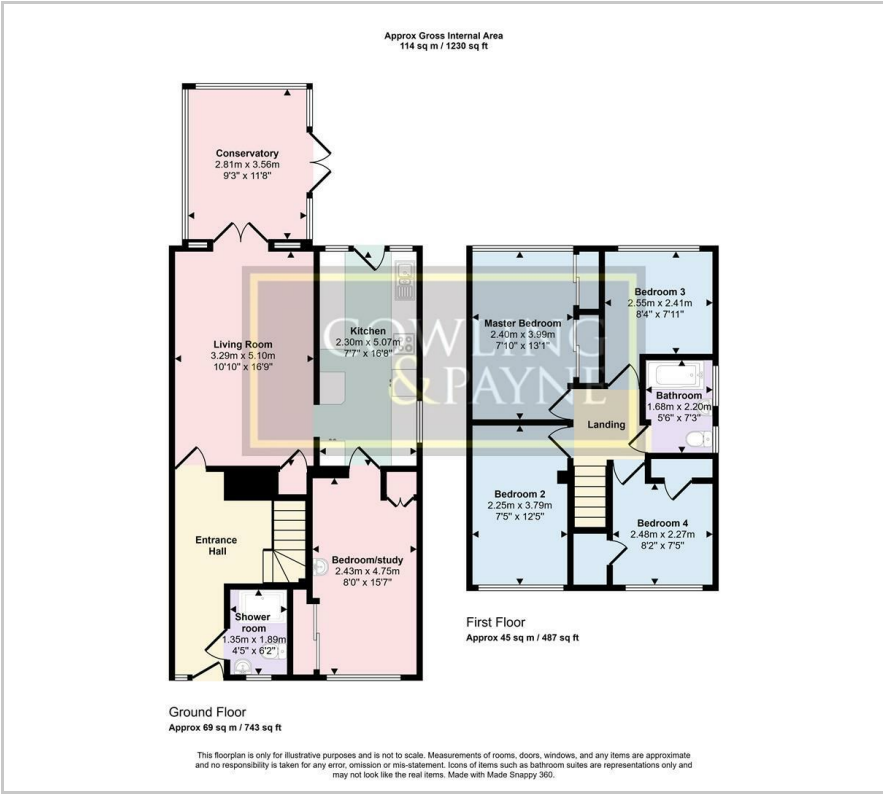 Approx Gross Internal Area
114 sq m / 1230 sq ft
Conservatory
2.81m x 3.56m
9'3" x 11'8"
Living Room
3.29m x 5.10m
10'10" x 16'9"
Kitchen
2.30m x 5.07m
7'7" x 16'8"
Master Bedroom
2.40m x 3.99m
7'10" x 13'1"
Bedroom 3
2.55m x 2.41m
8'4" x 7'11"
COWLING
&PAYNE
Bathroom
1.68m x 2.20m
5'6" x 7'3"
Landing
Entrance
Hall
Bedroom/study
2.43m x 4.75m
8'0" x 15'7"
Bedroom 2
2.25m x 3.79m
7'5" x 12'5"
Bedroom 4
2.48m x 2.27m
8'2" x 7'5"
Shower
room
1.35m x 1.89m
4'5" x 6'2"
First Floor
Approx 45 sq m / 487 sq ft
Ground Floor
Approx 69 sq m / 743 sq ft
This floorplan is only for illustrative purposes and is not to scale. Measurements of rooms, doors, windows, and any items are approximate
and no responsibility is taken for any error, omission or mis-statement. Icons of items such as bathroom suites are representations only and
may not look like the real items. Made with Made Snappy 360.